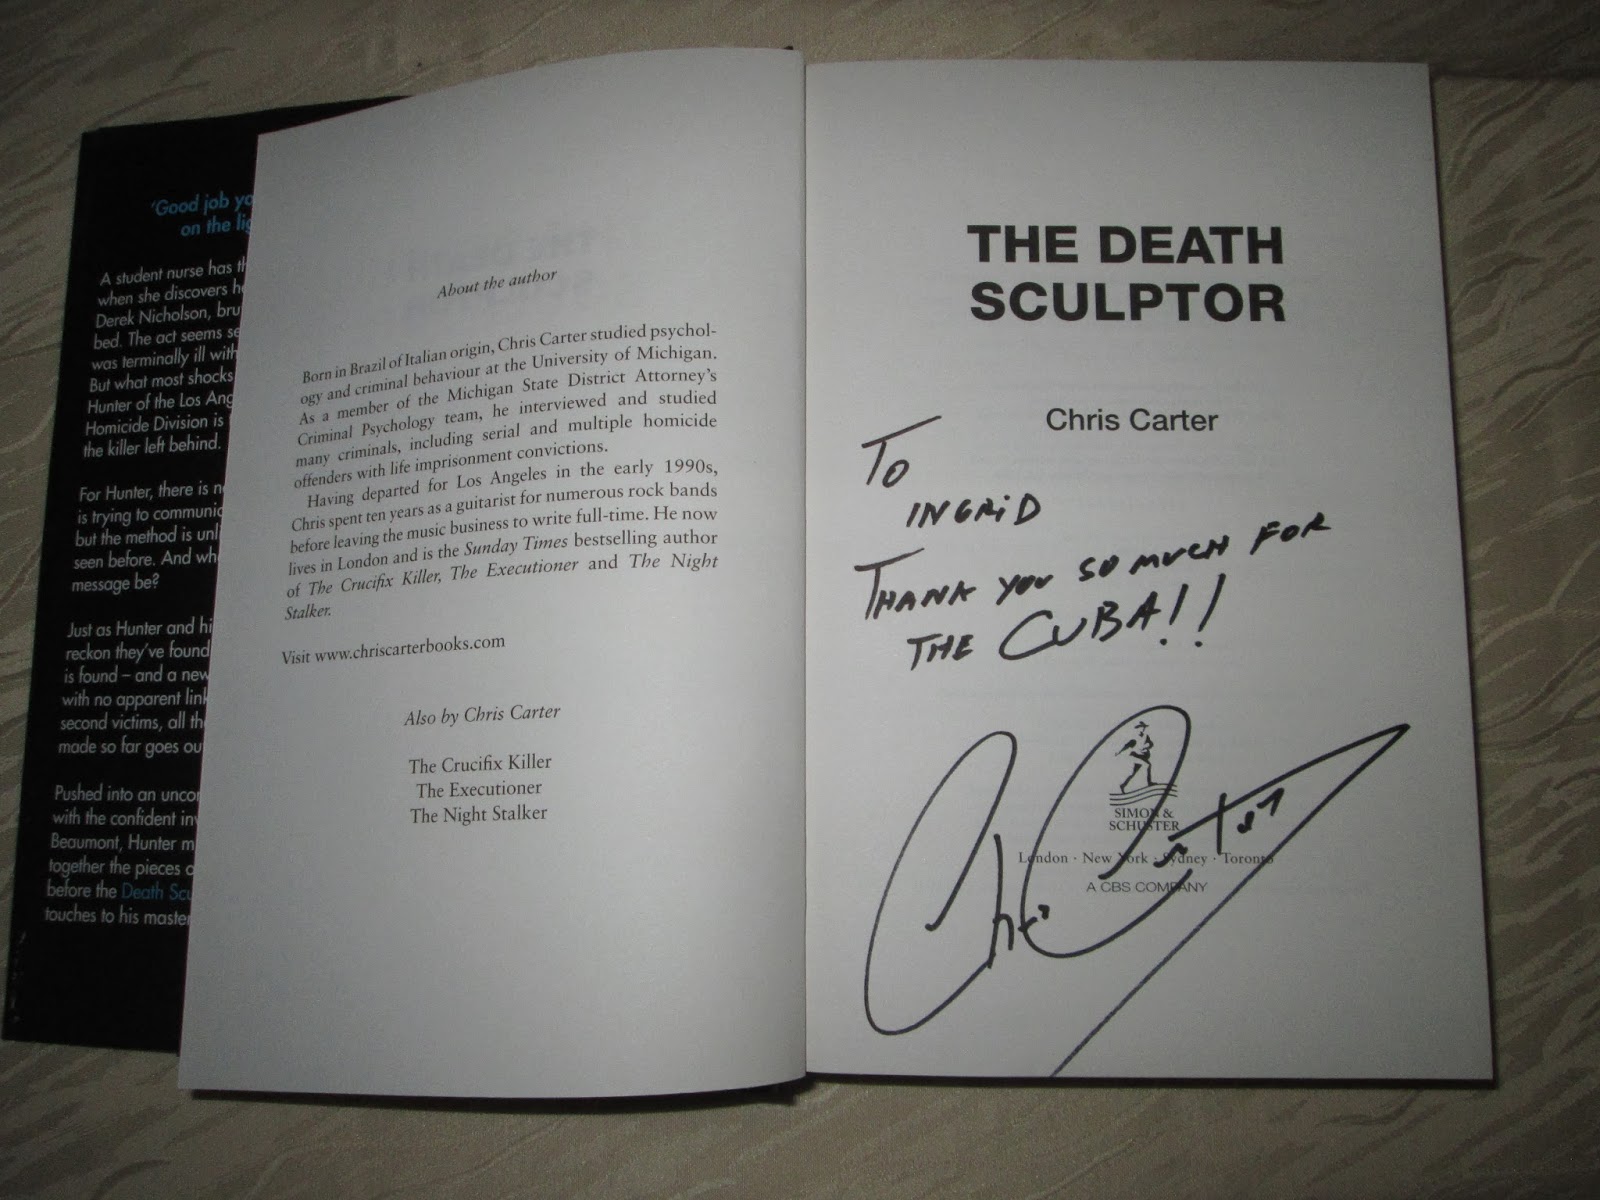 'Good job yo
on the lig
A student nurse has th
when she discovers he
Derek Nicholson, bru
bed. The act seems se
was terminally ill with
But what most shocks
Hunter of the Los Ang
Homicide Division is
the killer left behind.
For Hunter, there is n
is trying to communic
but the method is unl
seen before. And wh
message be?
Just as Hunter and hi
reckon they've found
is found – and a new
with no apparent link
second victims, all th
made so far goes ou
Pushed into an uncom
with the confident inv
Beaumont, Hunter m
together the pieces o
before the Death Scu
touches to his master
About the author
Born in Brazil of Italian origin, Chris Carter studied psychol-
ogy and criminal behaviour at the University of Michigan.
As a member of the Michigan State District Attorney's
Criminal Psychology team, he interviewed and studied
many criminals, including serial and multiple homicide
offenders with life imprisonment convictions.
Having departed for Los Angeles in the early 1990s,
Chris spent ten years as a guitarist for numerous rock bands
before leaving the music business to write full-time. He now
lives in London and is the Sunday Times bestselling author
of The Crucifix Killer, The Executioner and The Night
Stalker.
Visit www.chriscarterbooks.com
Also by Chris Carter
The Crucifix Killer
The Executioner
The Night Stalker
THE DEATH
SCULPTOR
Chris Carter
To
INGRiD
THANK YOU SO MUCH FOR
THE CUBA!!
Chris Carter
SIMON &
SCHUSTER
London · New York · Sydney · Toronto
A CBS COMPANY